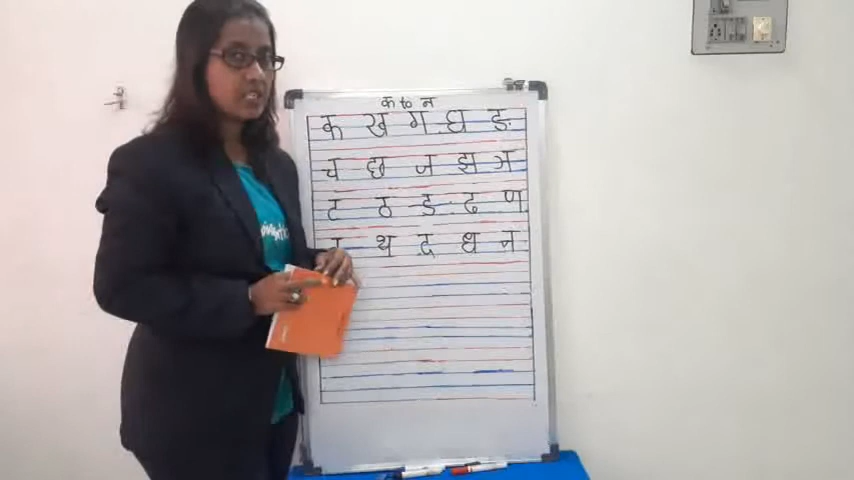 क to न
क ख ग घ ङ
च छ ज झ ञ
ट ठ ड ढ ण
थ द ध न